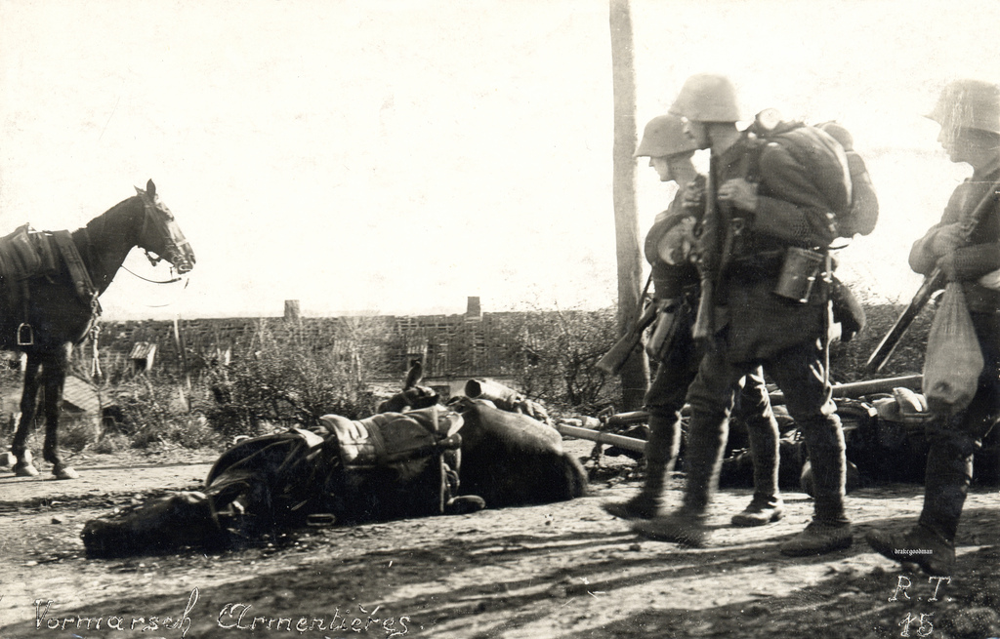 drakegoodman
Vormarsch Armentières.
R.T.
15